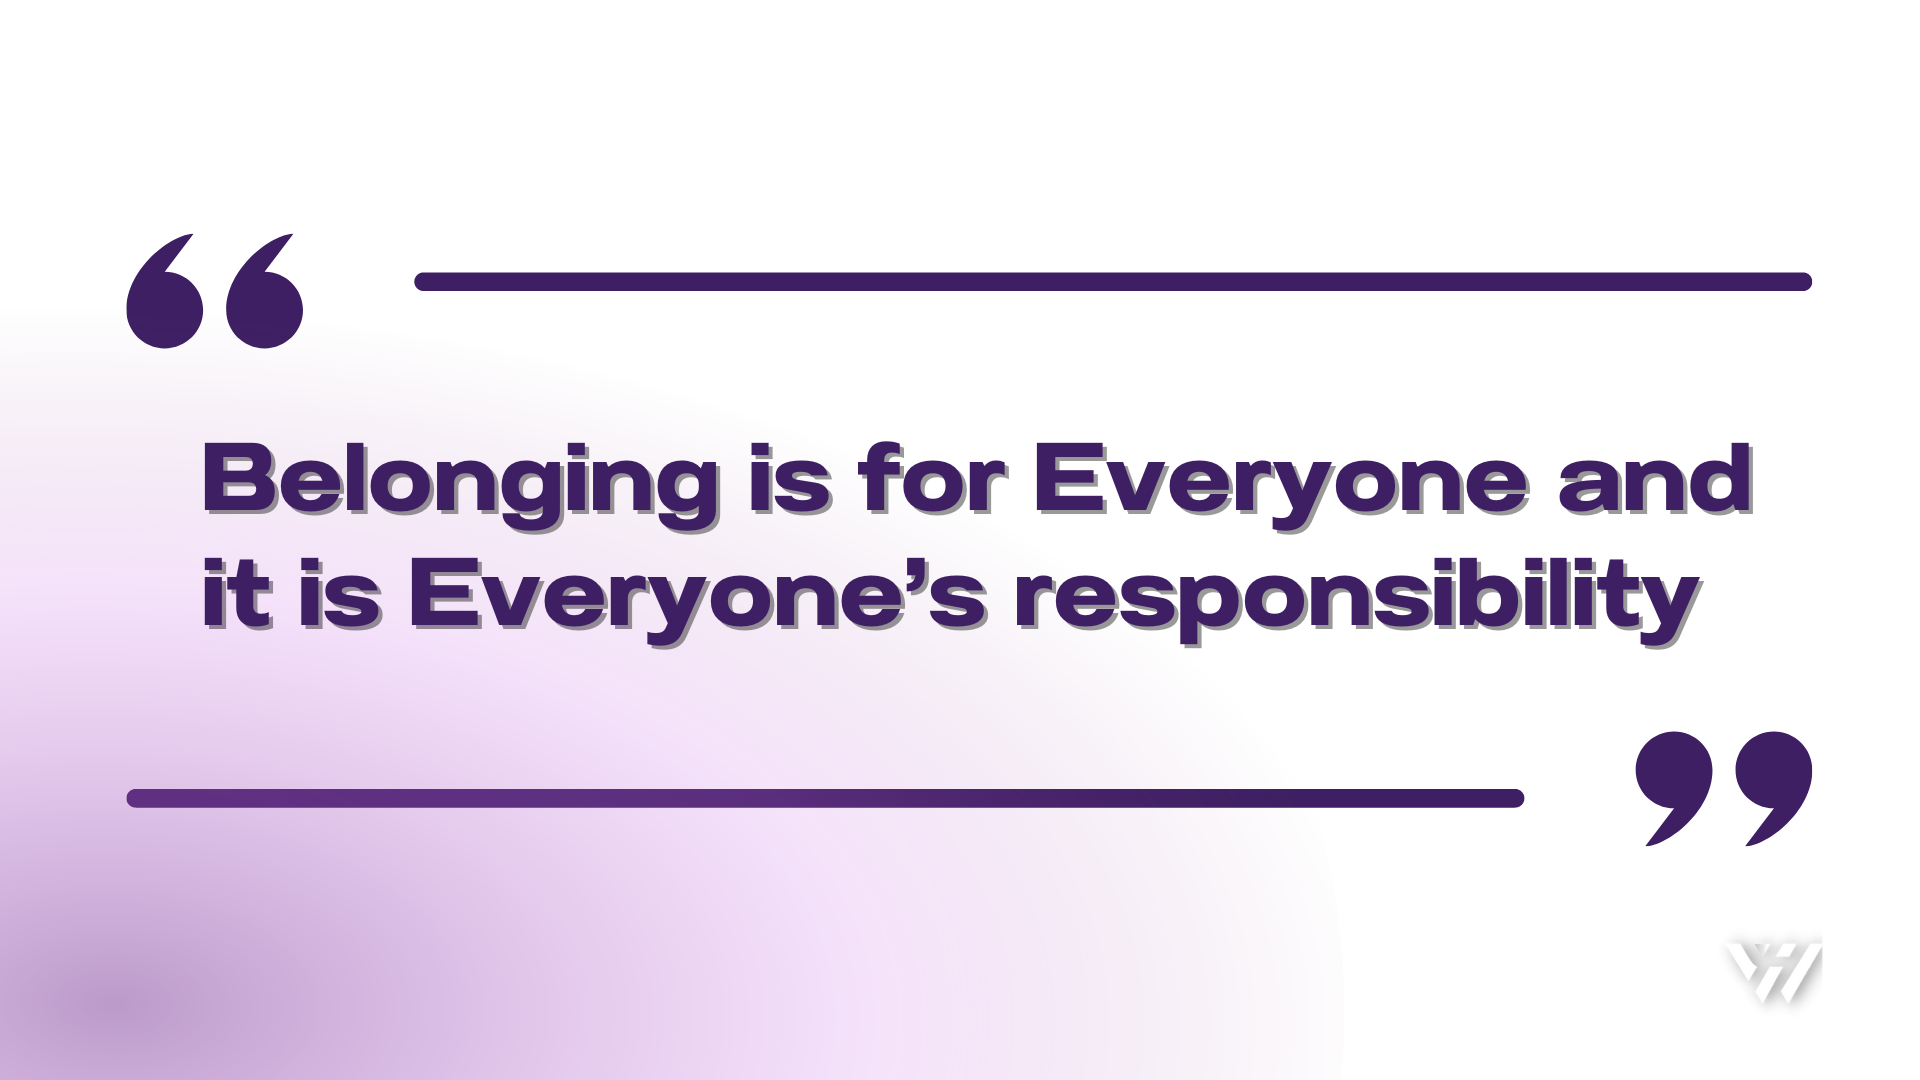 “
Belonging is for Everyone and
it is Everyone’s responsibility
”